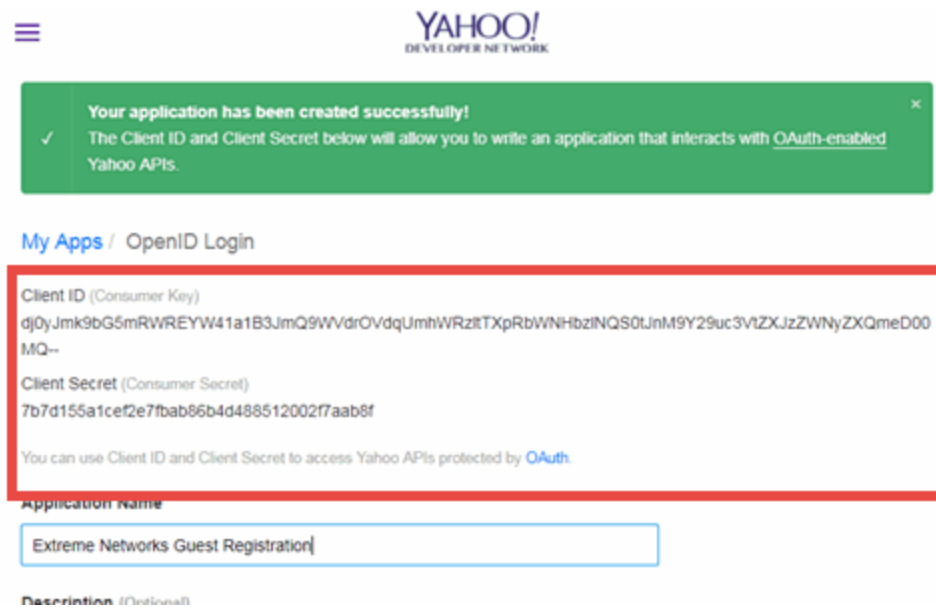 YAHOO!
DEVELOPER NETWORK
Your application has been created successfully!
×
✓ The Client ID and Client Secret below will allow you to write an application that interacts with OAuth-enabled
Yahoo APIs.
My Apps / OpenID Login
Client ID (Consumer Key)
MQ--
Client Secret (Consumer Secret)
7b7d155a1cef2e7fbab86b4d488512002f7aab8f
You can use Client ID and Client Secret to access Yahoo APIs protected by OAuth.
Application Name
Extreme Networks Guest Registration
Description (Optional)